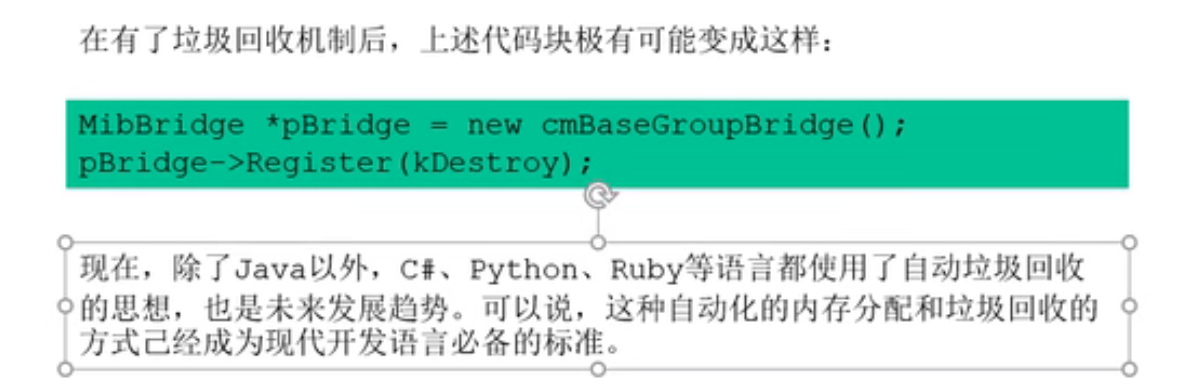 在有了垃圾回收机制后，上述代码块极有可能变成这样：
MibBridge *pBridge = new cmBaseGroupBridge();
pBridge->Register(kDestroy);
现在，除了Java以外，C#、Python、Ruby等语言都使用了自动垃圾回收
的思想，也是未来发展趋势。可以说，这种自动化的内存分配和垃圾回收的
方式己经成为现代开发语言必备的标准。